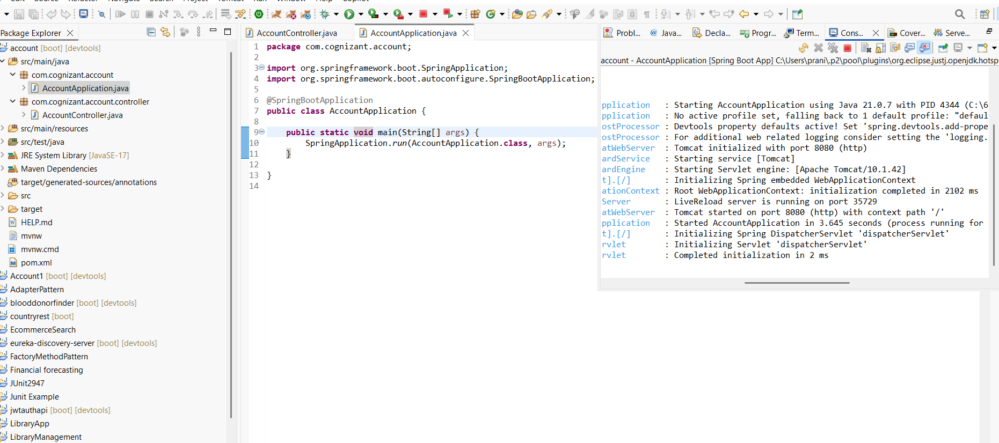 Package Explorer
account [boot] [devtools]
src/main/java
com.cognizant.account
AccountApplication.java
com.cognizant.account.controller
AccountController.java
src/main/resources
src/test/java
JRE System Library [JavaSE-17]
Maven Dependencies
target/generated-sources/annotations
src
target
HELP.md
mvnw
mvnw.cmd
pom.xml
Account1 [boot] [devtools]
AdapterPattern
blooddonorfinder [boot] [devtools]
countryrest [boot]
EcommerceSearch
eureka-discovery-server [boot] [devtools]
FactoryMethodPattern
Financial forecasting
JUnit2947
Junit Example
jwtauthapi [boot] [devtools]
LibraryApp
LibraryManagement
AccountController.java AccountApplication.java
1 package com.cognizant.account;
2
3 import org.springframework.boot.SpringApplication;
4 import org.springframework.boot.autoconfigure.SpringBootApplication;
5
6 @SpringBootApplication
7 public class AccountApplication {
8
9 public static void main(String[] args) {
10 SpringApplication.run(AccountApplication.class, args);
11 }
12
13 }
14
Probl... @ Java... Decla... Progr... Term... Cons... Cover... Serve...
account - AccountApplication [Spring Boot App] C:\Users\prani\.p2\pool\plugins\org.eclipse.justj.openjdk.hotsp
pplication : Starting AccountApplication using Java 21.0.7 with PID 4344 (C:\6
pplication : No active profile set, falling back to 1 default profile: "defaul
ostProcessor : Devtools property defaults active! Set 'spring.devtools.add-prope
ostProcessor : For additional web related logging consider setting the 'logging.
atWebServer : Tomcat initialized with port 8080 (http)
ardService : Starting service [Tomcat]
ardEngine : Starting Servlet engine: [Apache Tomcat/10.1.42]
t].[/] : Initializing Spring embedded WebApplicationContext
ationContext : Root WebApplicationContext: initialization completed in 2102 ms
Server : LiveReload server is running on port 35729
atWebServer : Tomcat started on port 8080 (http) with context path '/'
pplication : Started AccountApplication in 3.645 seconds (process running for
t].[/] : Initializing Spring DispatcherServlet 'dispatcherServlet'
rvlet : Initializing Servlet 'dispatcherServlet'
rvlet : Completed initialization in 2 ms